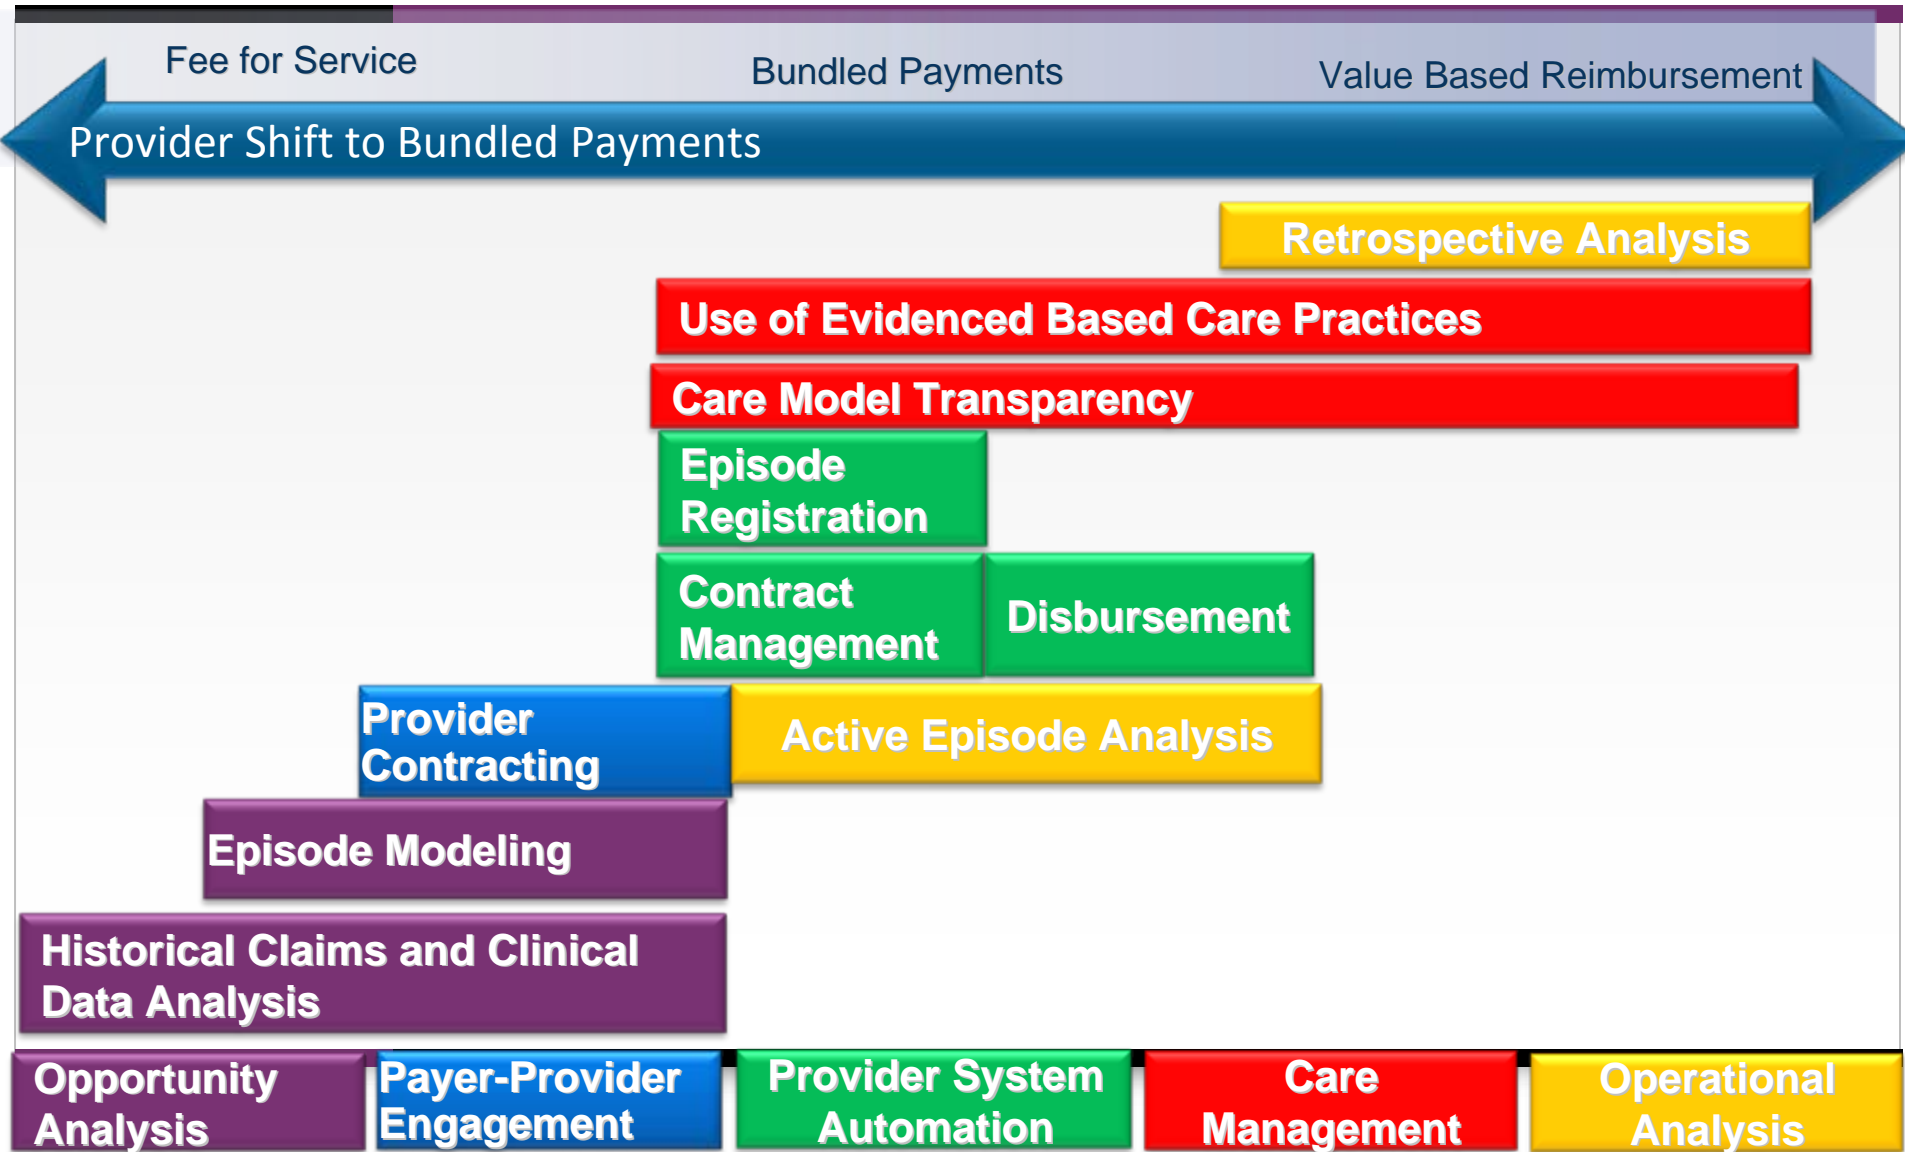 Fee for Service
Bundled Payments
Value Based Reimbursement
Provider Shift to Bundled Payments
Retrospective Analysis
Use of Evidenced Based Care Practices
Care Model Transparency
Episode
Registration
Contract
Management
Disbursement
Provider
Contracting
Active Episode Analysis
Episode Modeling
Historical Claims and Clinical
Data Analysis
Opportunity
Analysis
Payer-Provider
Engagement
Provider System
Automation
Care
Management
Operational
Analysis